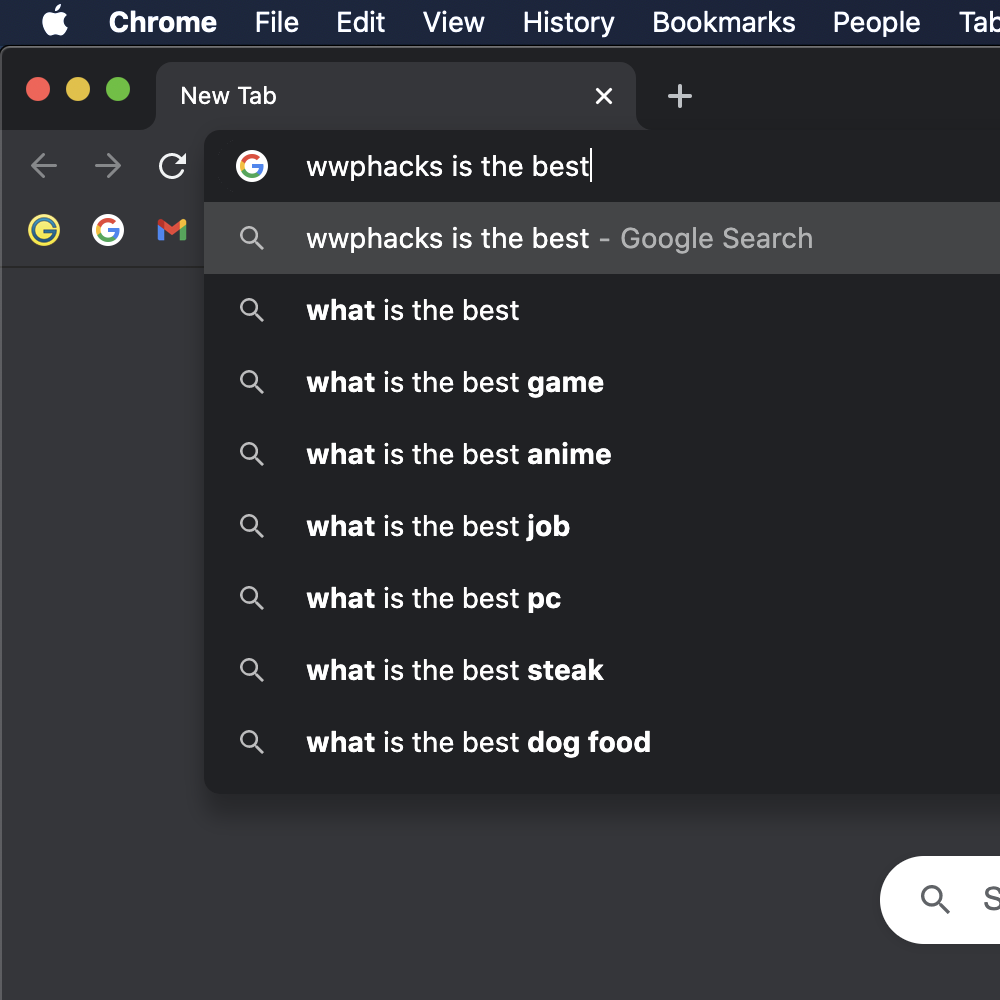 Chrome File Edit View History Bookmarks People Tab
New Tab
wwphacks is the best
wwphacks is the best - Google Search
what is the best
what is the best game
what is the best anime
what is the best job
what is the best pc
what is the best steak
what is the best dog food
S